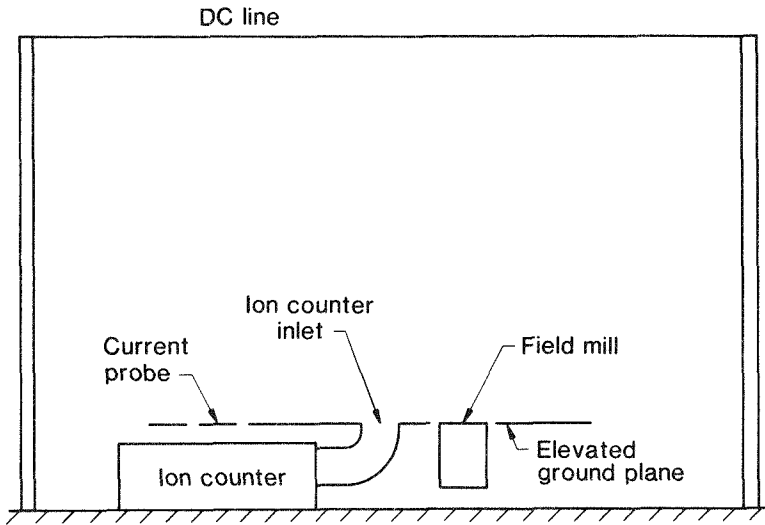 DC line
Ion counter
inlet
Current
probe
Field mill
Elevated
ground plane
Ion counter